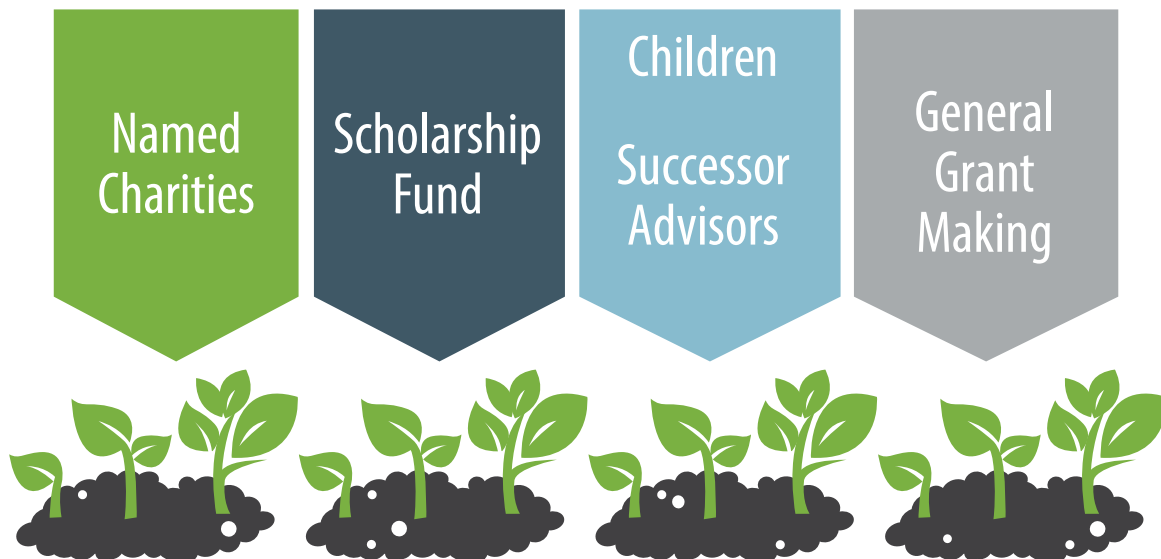 Named
Charities
Scholarship
Fund
Children
Successor
Advisors
General
Grant
Making